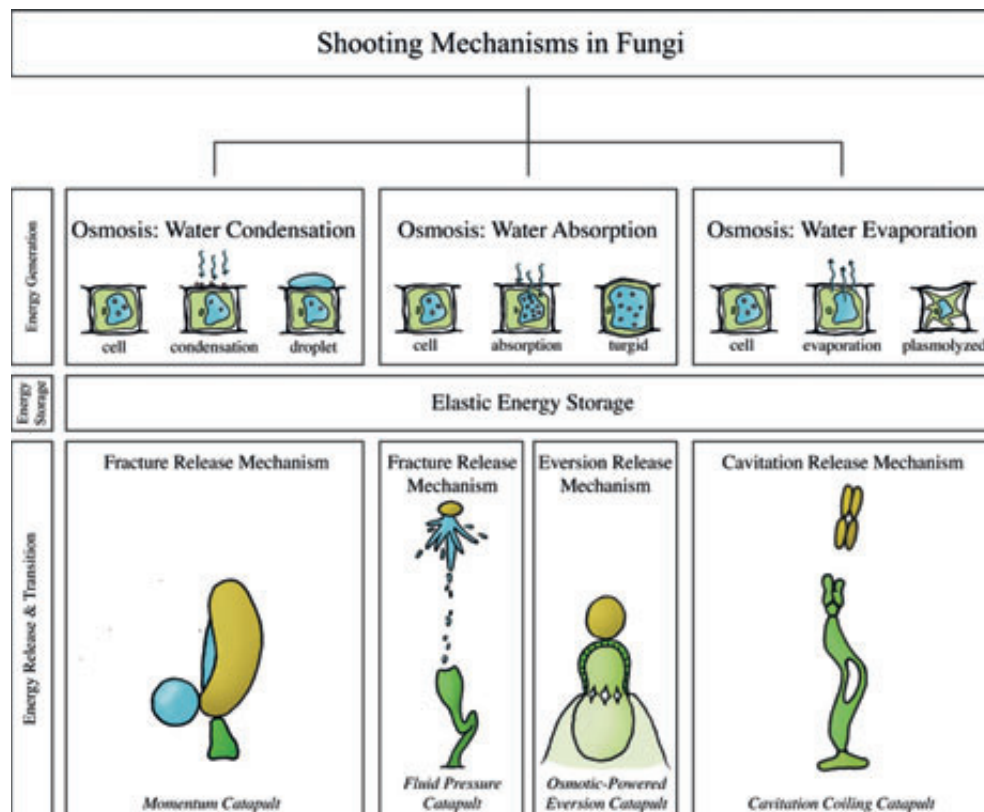 Shooting Mechanisms in Fungi
Energy Generation
Osmosis: Water Condensation
cell
condensation
droplet
Osmosis: Water Absorption
cell
absorption
turgid
Osmosis: Water Evaporation
cell
evaporation
plasmolyzed
Energy
Storage
Elastic Energy Storage
Energy Release & Transition
Fracture Release Mechanism
Momentum Catapult
Fracture Release
Mechanism
Fluid Pressure
Catapult
Eversion Release
Mechanism
Osmotic-Powered
Eversion Catapult
Cavitation Release Mechanism
Cavitation Coiling Catapult